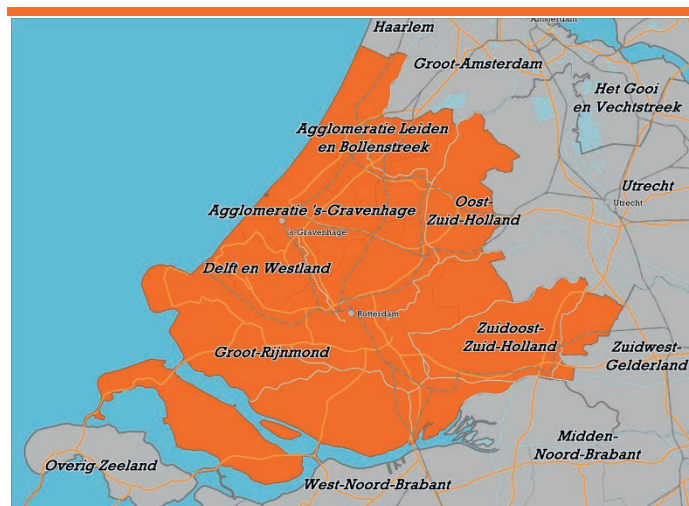 Amsterdam
Haarlem
Groot-Amsterdam
Het Gooi
en Vechtstreek
Agglomeratie Leiden
en Bollenstreek
Utrecht
Utrecht
Oost-
Zuid-Holland
Agglomeratie 's-Gravenhage
's-Gravenhage
Delft en Westland
Rotterdam
Zuidoost-
Zuid-Holland
Groot-Rijnmond
Zuidwest-
Gelderland
Midden-
Noord-Brabant
Overig Zeeland
West-Noord-Brabant